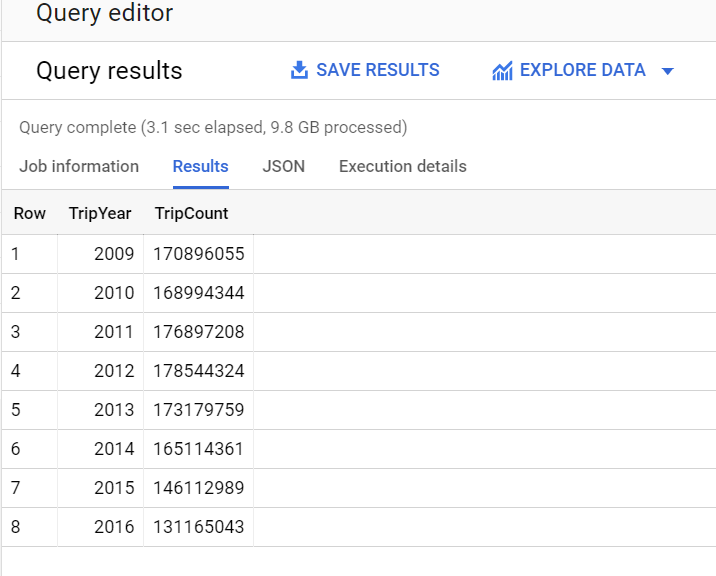 Query editor
Query results SAVE RESULTS EXPLORE DATA
Query complete (3.1 sec elapsed, 9.8 GB processed)
Job information Results JSON Execution details
Row TripYear TripCount
1 2009 170896055
2 2010 168994344
3 2011 176897208
4 2012 178544324
5 2013 173179759
6 2014 165114361
7 2015 146112989
8 2016 131165043